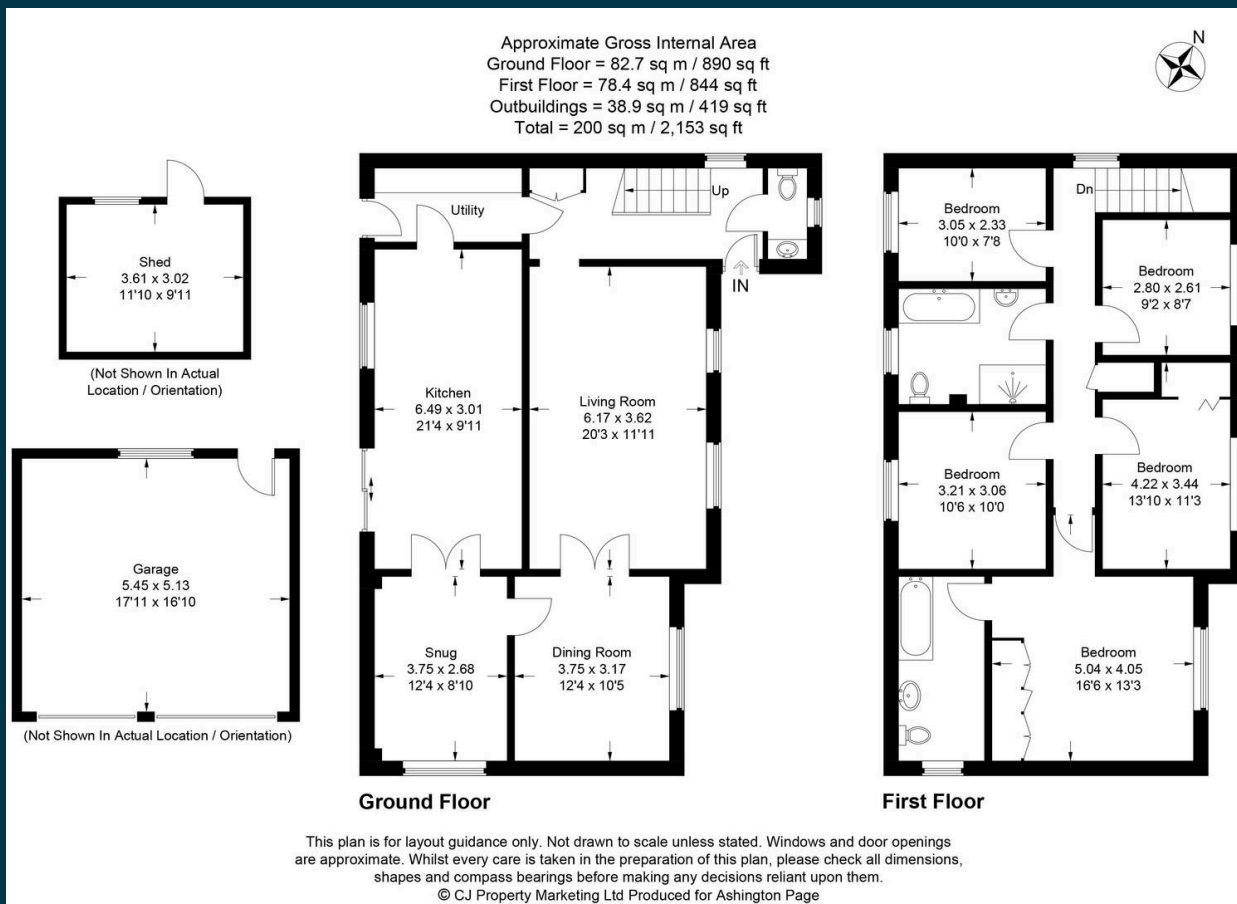 Approximate Gross Internal Area
Ground Floor = 82.7 sq m / 890 sq ft
First Floor = 78.4 sq m / 844 sq ft
Outbuildings = 38.9 sq m / 419 sq ft
Total = 200 sq m / 2,153 sq ft
N
Shed
3.61 x 3.02
11'10 x 9'11
(Not Shown In Actual
Location / Orientation)
Garage
5.45 x 5.13
17'11 x 16'10
(Not Shown In Actual Location / Orientation)
Utility
Up
IN
Kitchen
6.49 x 3.01
21'4 x 9'11
Living Room
6.17 x 3.62
20'3 x 11'11
Snug
3.75 x 2.68
12'4 x 8'10
Dining Room
3.75 x 3.17
12'4 x 10'5
Ground Floor
Dn
Bedroom
3.05 x 2.33
10'0 x 7'8
Bedroom
2.80 x 2.61
9'2 x 8'7
Bedroom
3.21 x 3.06
10'6 x 10'0
Bedroom
4.22 x 3.44
13'10 x 11'3
Bedroom
5.04 x 4.05
16'6 x 13'3
First Floor
This plan is for layout guidance only. Not drawn to scale unless stated. Windows and door openings
are approximate. Whilst every care is taken in the preparation of this plan, please check all dimensions,
shapes and compass bearings before making any decisions reliant upon them.
© CJ Property Marketing Ltd Produced for Ashington Page